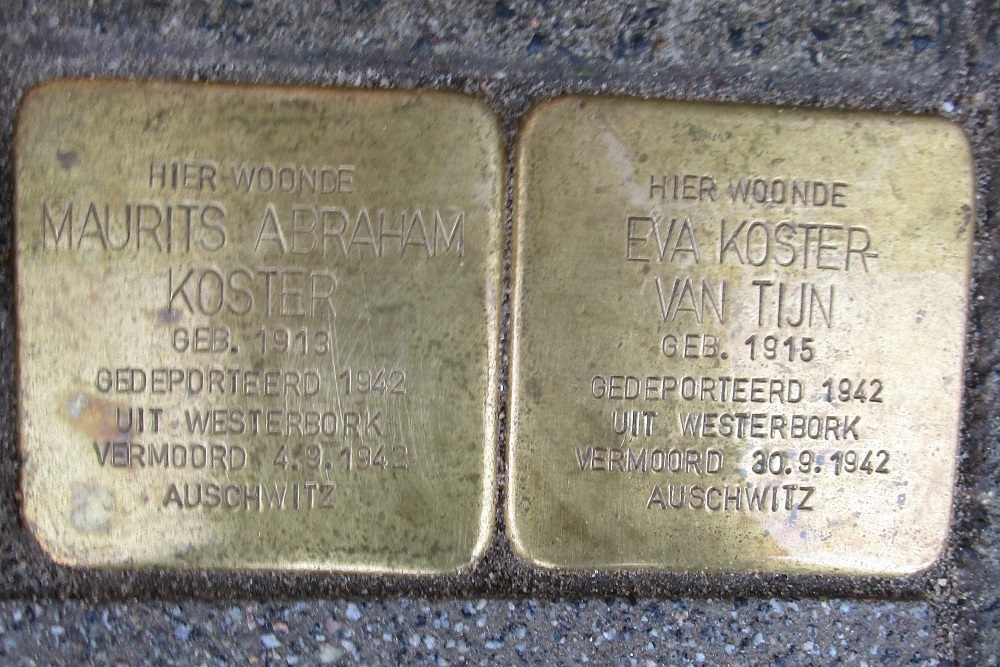 HIER WOONDE
MAURITS ABRAHAM
KOSTER
GEB. 1913
GEDEPORTEERD 1942
UIT WESTERBORK
VERMOORD 4.9.1942
AUSCHWITZ
HIER WOONDE
EVA KOSTER-
VAN TIJN
GEB. 1915
GEDEPORTEERD 1942
UIT WESTERBORK
VERMOORD 30.9.1942
AUSCHWITZ